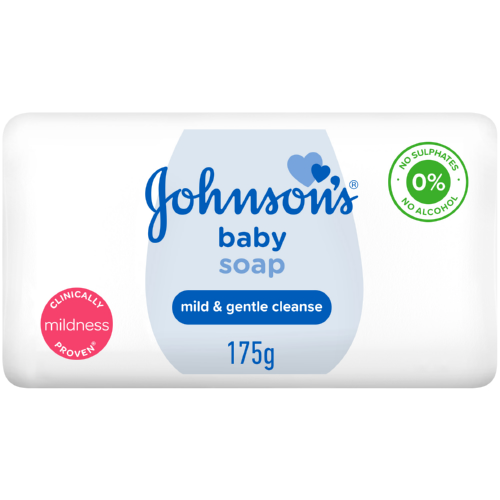 Johnson's®
baby
soap
mild & gentle cleanse
175g
NO SULPHATES
0%
NO ALCOHOL
CLINICALLY
mildness
PROVEN®